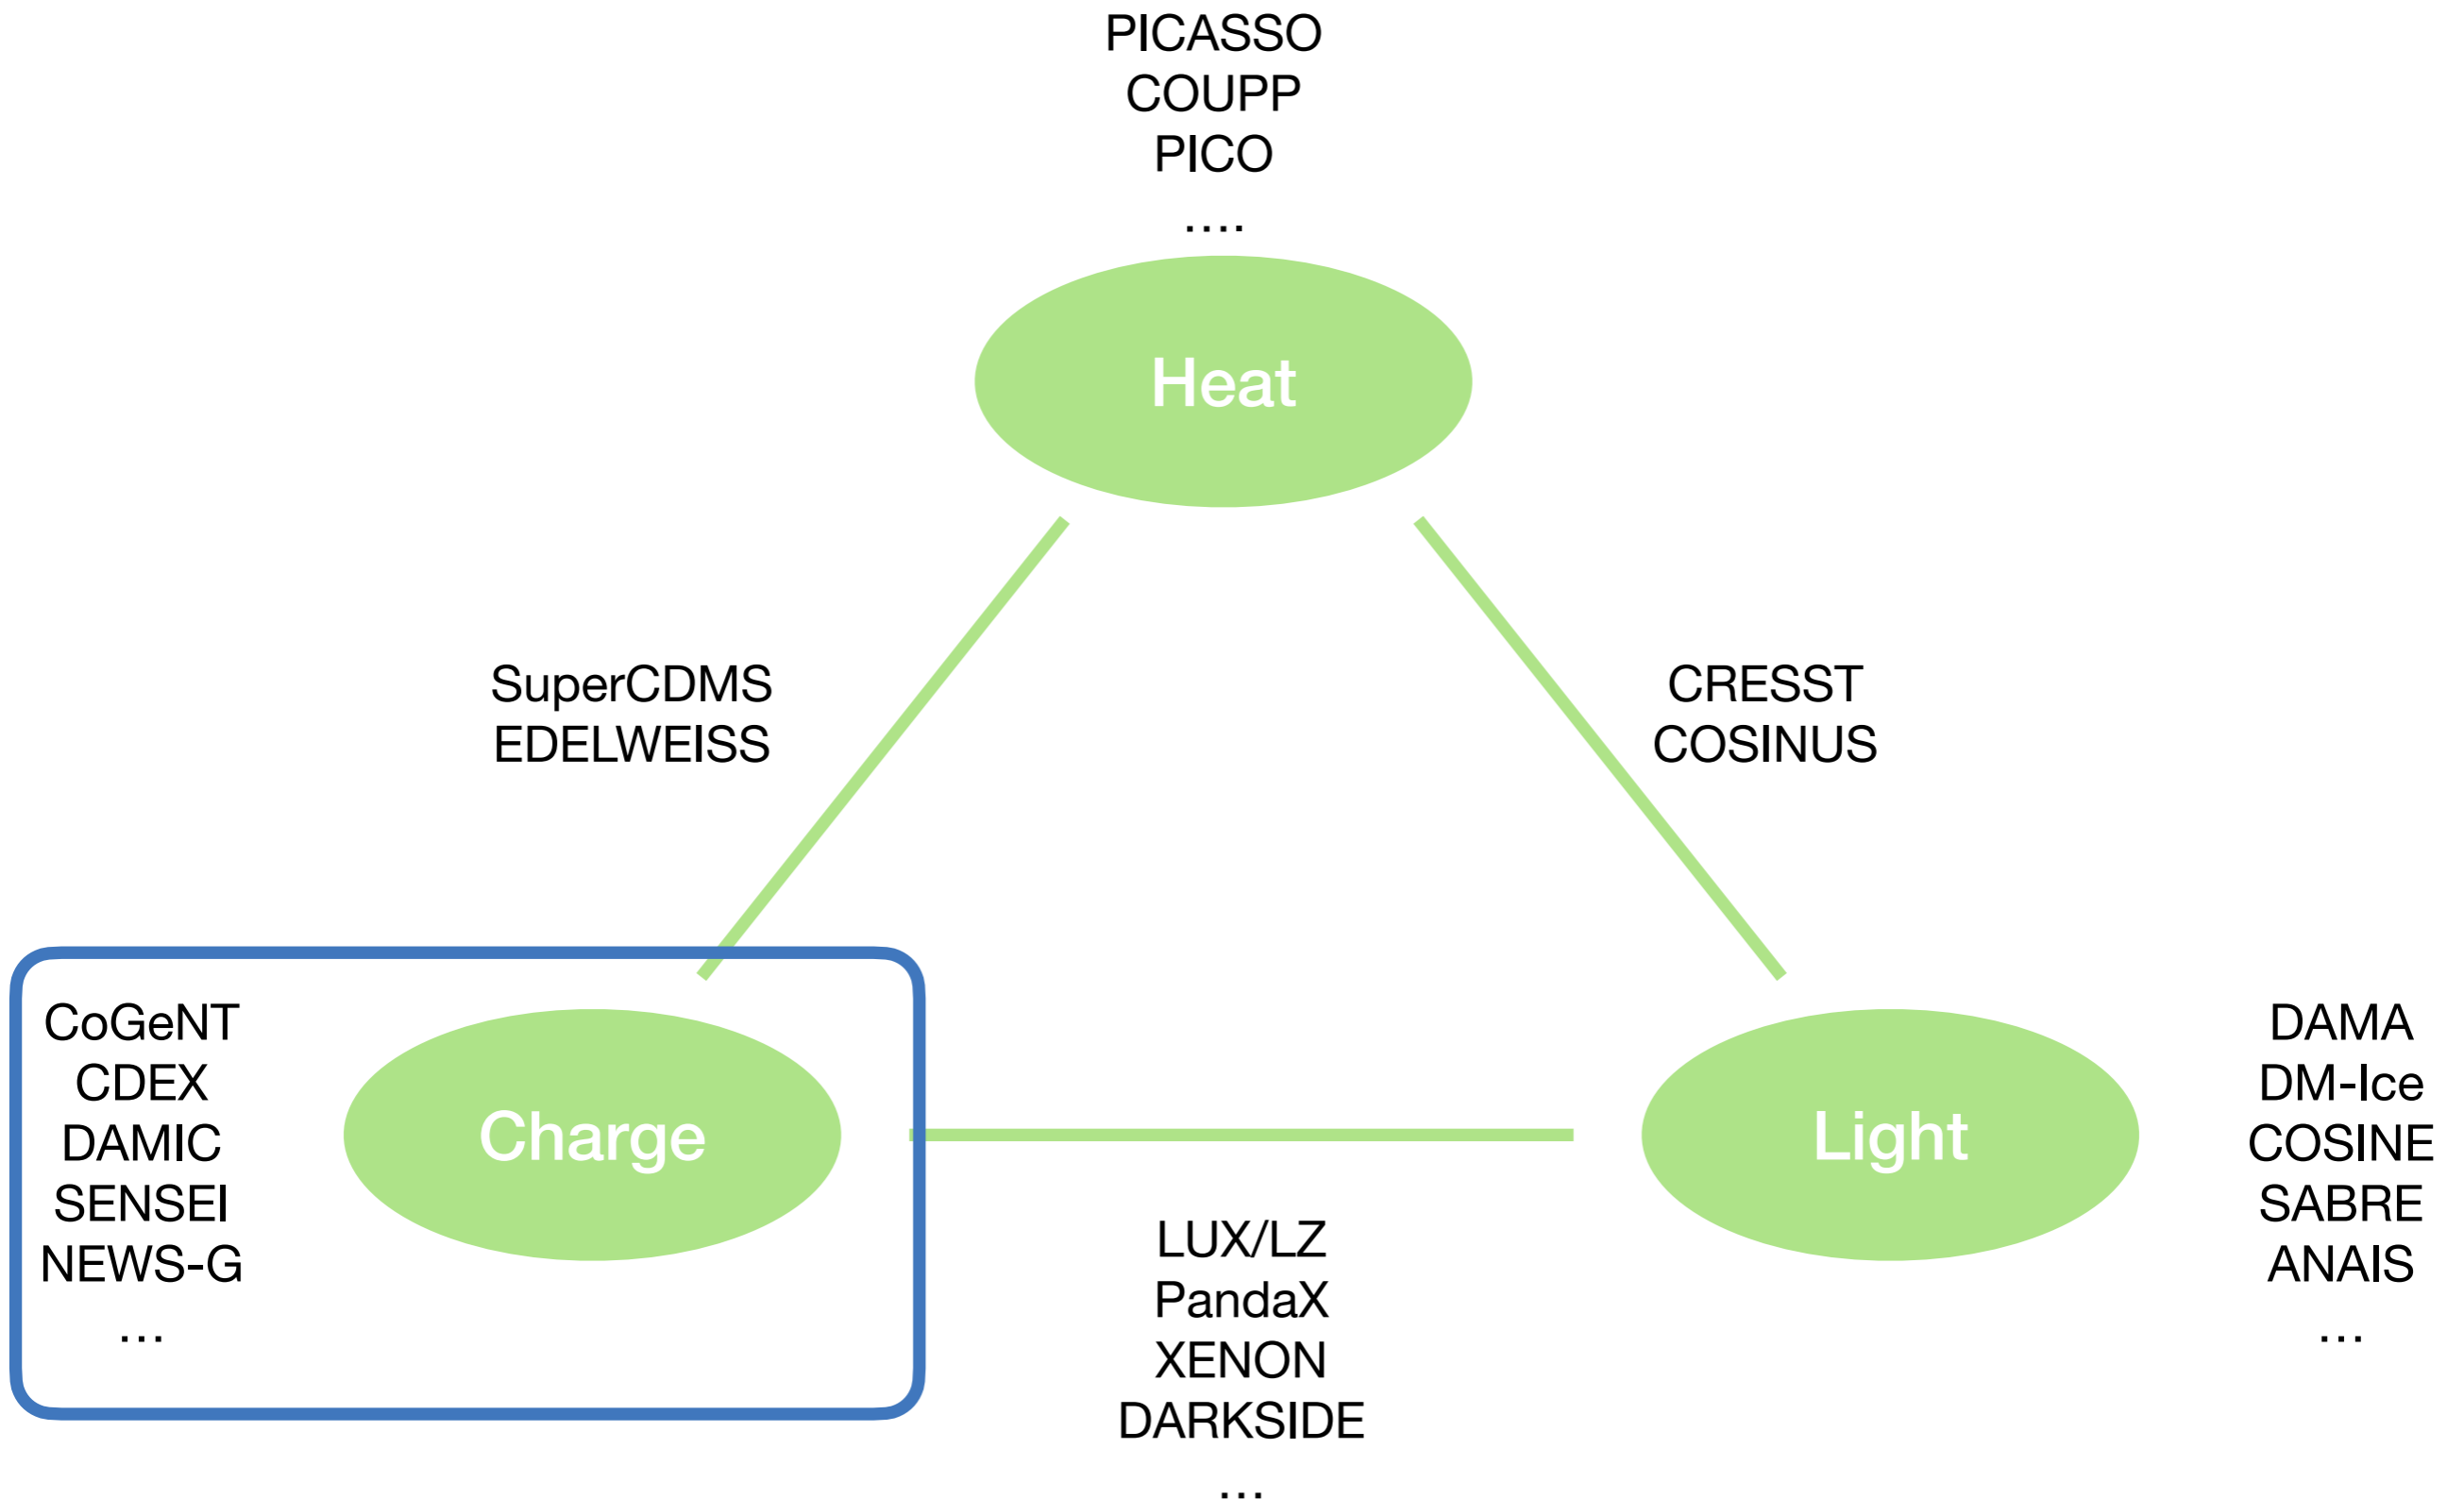 PICASSO
COUPP
PICO
....
Heat
SuperCDMS
EDELWEISS
CRESST
COSINUS
CoGeNT
CDEX
DAMIC
SENSEI
NEWS-G
...
Charge
Light
DAMA
DM-Ice
COSINE
SABRE
ANAIS
...
LUX/LZ
PandaX
XENON
DARKSIDE
...